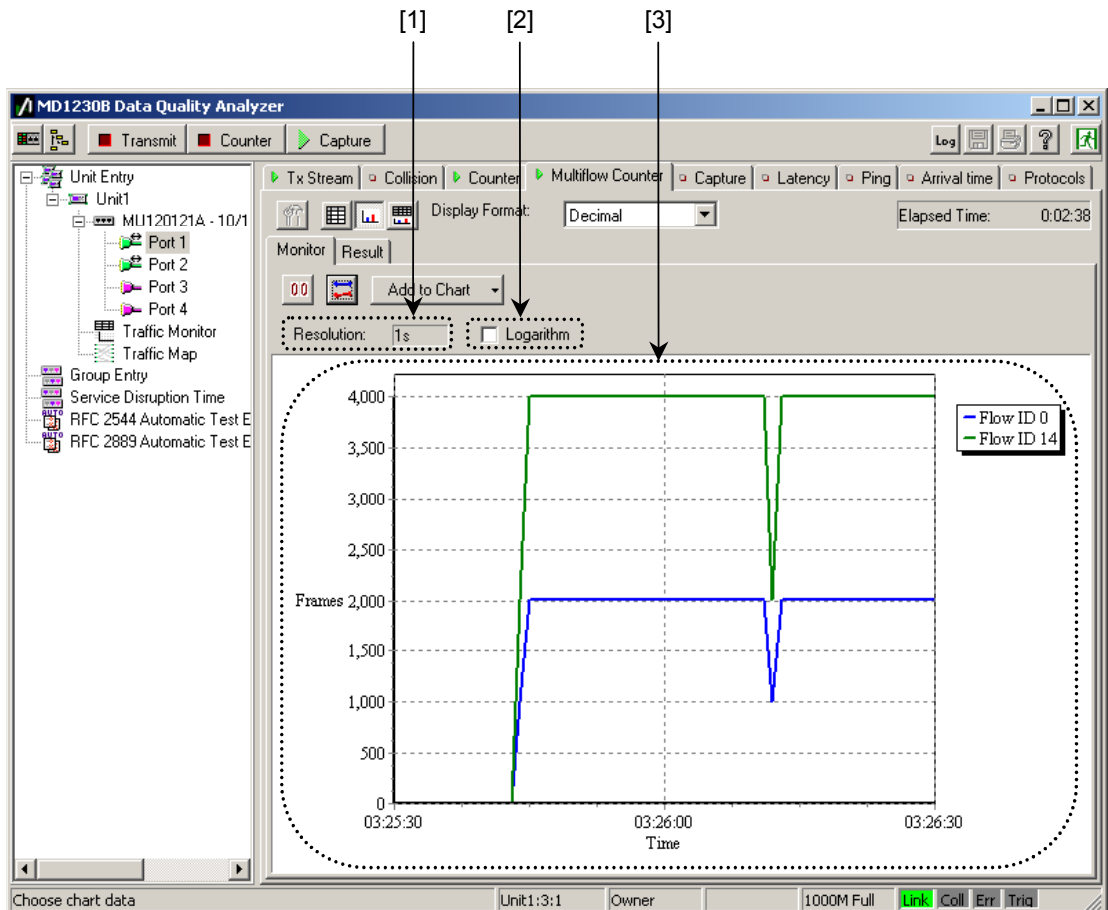 [1] [2] [3]
MD1230B Data Quality Analyzer
Transmit Counter Capture Log
Unit Entry
Unit1
MU120121A - 10/1
Port 1
Port 2
Port 3
Port 4
Traffic Monitor
Traffic Map
Group Entry
Service Disruption Time
AUTO RFC 2544 Automatic Test E
AUTO RFC 2889 Automatic Test E
Tx Stream Collision Counter Multiflow Counter Capture Latency Ping Arrival time Protocols
Display Format: Decimal Elapsed Time: 0:02:38
Monitor Result
00 Add to Chart
Resolution: 1s Logarithm
4,000
3,500
3,000
2,500
Frames 2,000
1,500
1,000
500
0
03:25:30 03:26:00 03:26:30
Time
Flow ID 0
Flow ID 14
Choose chart data Unit1:3:1 Owner 1000M Full Link Coll Err Trig